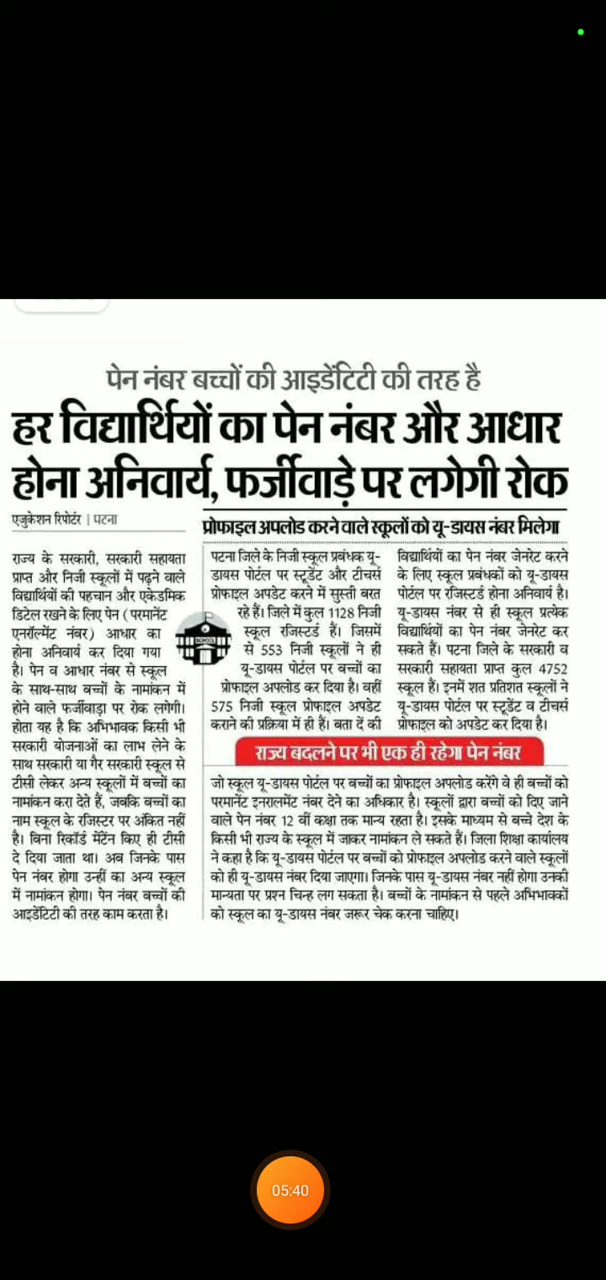 पेन नंबर बच्चों की आइडेंटिटी की तरह है
हर विद्यार्थियों का पेन नंबर और आधार
होना अनिवार्य, फर्जीवाड़े पर लगेगी रोक
एजुकेशन रिपोर्टर | पटना
राज्य के सरकारी, सरकारी सहायता
प्राप्त और निजी स्कूलों में पढ़ने वाले
विद्यार्थियों की पहचान और एकेडमिक
डिटेल रखने के लिए पेन (परमानेंट
एनरॉल्मेंट नंबर) आधार का
होना अनिवार्य कर दिया गया
है। पेन व आधार नंबर से स्कूल
के साथ-साथ बच्चों के नामांकन में
होने वाले फर्जीवाड़ा पर रोक लगेगी।
होता यह है कि अभिभावक किसी भी
सरकारी योजनाओं का लाभ लेने के
साथ सरकारी या गैर सरकारी स्कूल से
टीसी लेकर अन्य स्कूलों में बच्चों का
नामांकन करा देते हैं, जबकि बच्चों का
नाम स्कूल के रजिस्टर पर अंकित नहीं
है। बिना रिकॉर्ड मेंटेन किए ही टीसी
दे दिया जाता था। अब जिनके पास
पेन नंबर होगा उन्हीं का अन्य स्कूल
में नामांकन होगा। पेन नंबर बच्चों की
आइडेंटिटी की तरह काम करता है।
प्रोफाइल अपलोड करने वाले स्कूलों को यू-डायस नंबर मिलेगा
पटना जिले के निजी स्कूल प्रबंधक यू-
डायस पोर्टल पर स्टूडेंट और टीचर्स
प्रोफाइल अपडेट करने में सुस्ती बरत
रहे हैं। जिले में कुल 1128 निजी
स्कूल रजिस्टर्ड हैं। जिसमें
से 553 निजी स्कूलों ने ही
यू-डायस पोर्टल पर बच्चों का
प्रोफाइल अपलोड कर दिया है। वहीं
575 निजी स्कूल प्रोफाइल अपडेट
कराने की प्रक्रिया में ही हैं। बता दें की
विद्यार्थियों का पेन नंबर जेनरेट करने
के लिए स्कूल प्रबंधकों को यू-डायस
पोर्टल पर रजिस्टर्ड होना अनिवार्य है।
यू-डायस नंबर से ही स्कूल प्रत्येक
विद्यार्थियों का पेन नंबर जेनरेट कर
सकते हैं। पटना जिले के सरकारी व
सरकारी सहायता प्राप्त कुल 4752
स्कूल हैं। इनमें शत प्रतिशत स्कूलों ने
यू-डायस पोर्टल पर स्टूडेंट व टीचर्स
प्रोफाइल को अपडेट कर दिया है।
SCHOOL
राज्य बदलने पर भी एक ही रहेगा पेन नंबर
जो स्कूल यू-डायस पोर्टल पर बच्चों का प्रोफाइल अपलोड करेंगे वे ही बच्चों को
परमानेंट इनरालमेंट नंबर देने का अधिकार है। स्कूलों द्वारा बच्चों को दिए जाने
वाले पेन नंबर 12 वीं कक्षा तक मान्य रहता है। इसके माध्यम से बच्चे देश के
किसी भी राज्य के स्कूल में जाकर नामांकन ले सकते हैं। जिला शिक्षा कार्यालय
ने कहा है कि यू-डायस पोर्टल पर बच्चों को प्रोफाइल अपलोड करने वाले स्कूलों
को ही यू-डायस नंबर दिया जाएगा। जिनके पास यू-डायस नंबर नहीं होगा उनकी
मान्यता पर प्रश्न चिन्ह लग सकता है। बच्चों के नामांकन से पहले अभिभावकों
को स्कूल का यू-डायस नंबर जरूर चेक करना चाहिए।
05:40